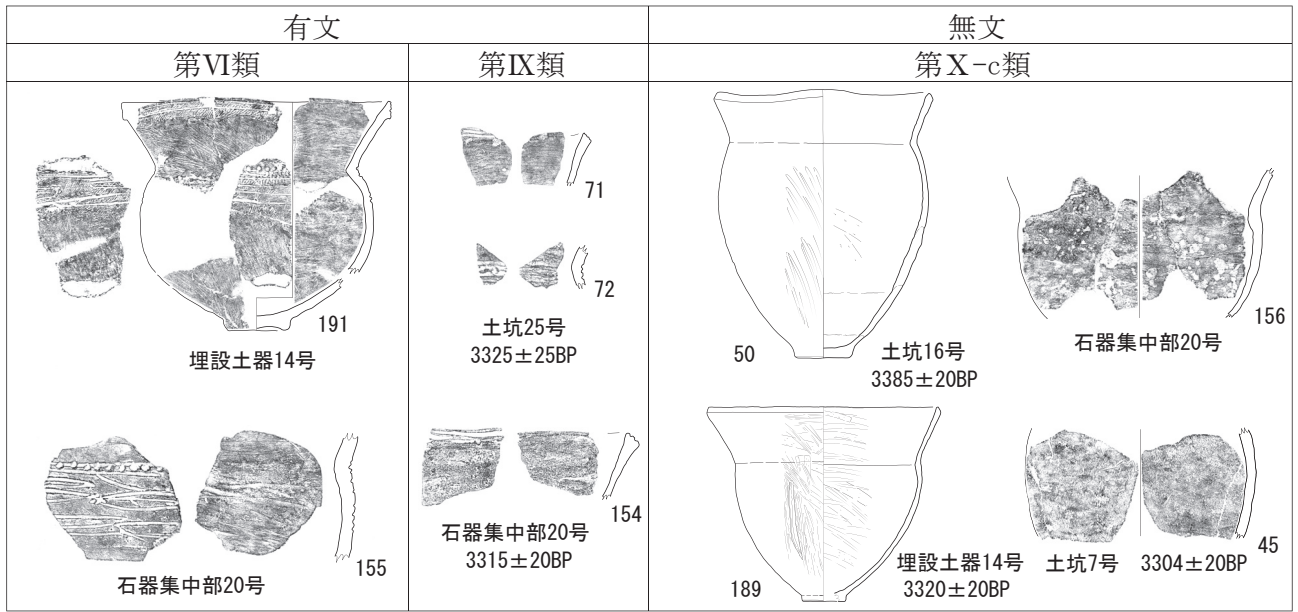 有文
無文
第Ⅵ類
第Ⅸ類
第Ⅹ-c類
191
埋設土器14号
155
石器集中部20号
71
72
土坑25号
3325±25BP
154
石器集中部20号
3315±20BP
50
土坑16号
3385±20BP
156
石器集中部20号
189
埋設土器14号
3320±20BP
45
土坑7号
3304±20BP